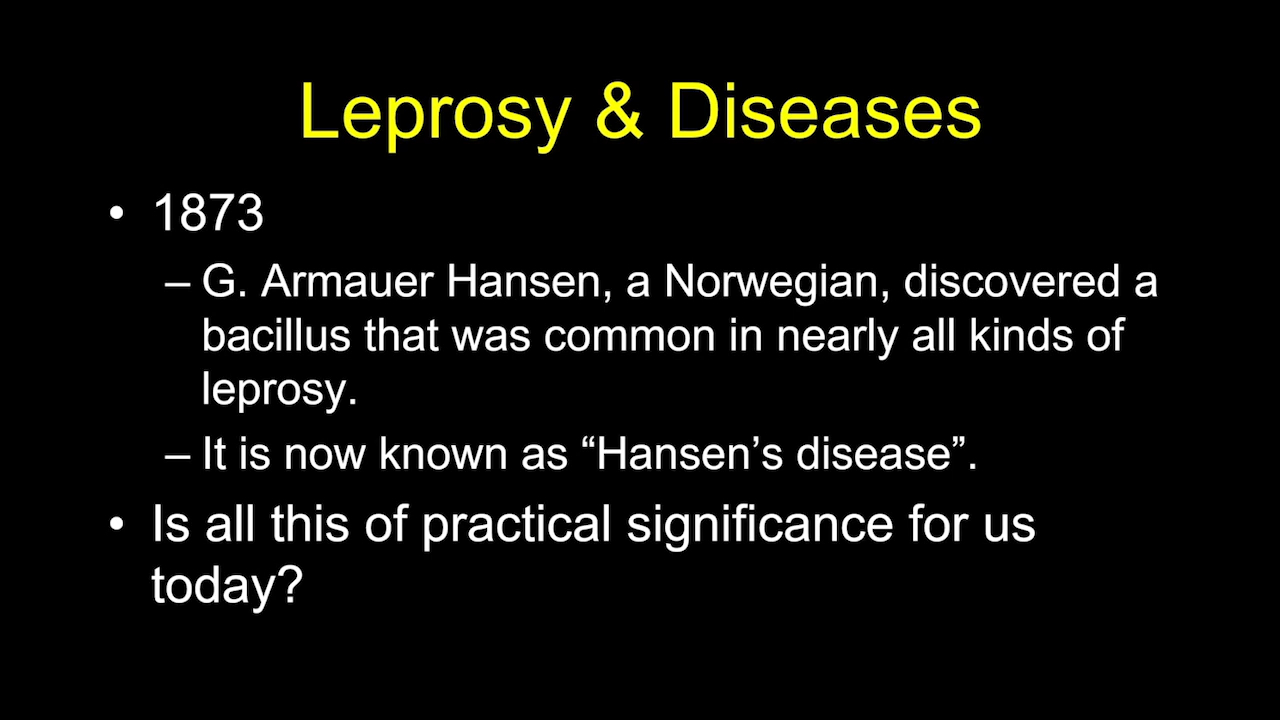 Leprosy & Diseases
• 1873
– G. Armauer Hansen, a Norwegian, discovered a
bacillus that was common in nearly all kinds of
leprosy.
– It is now known as “Hansen’s disease”.
• Is all this of practical significance for us
today?